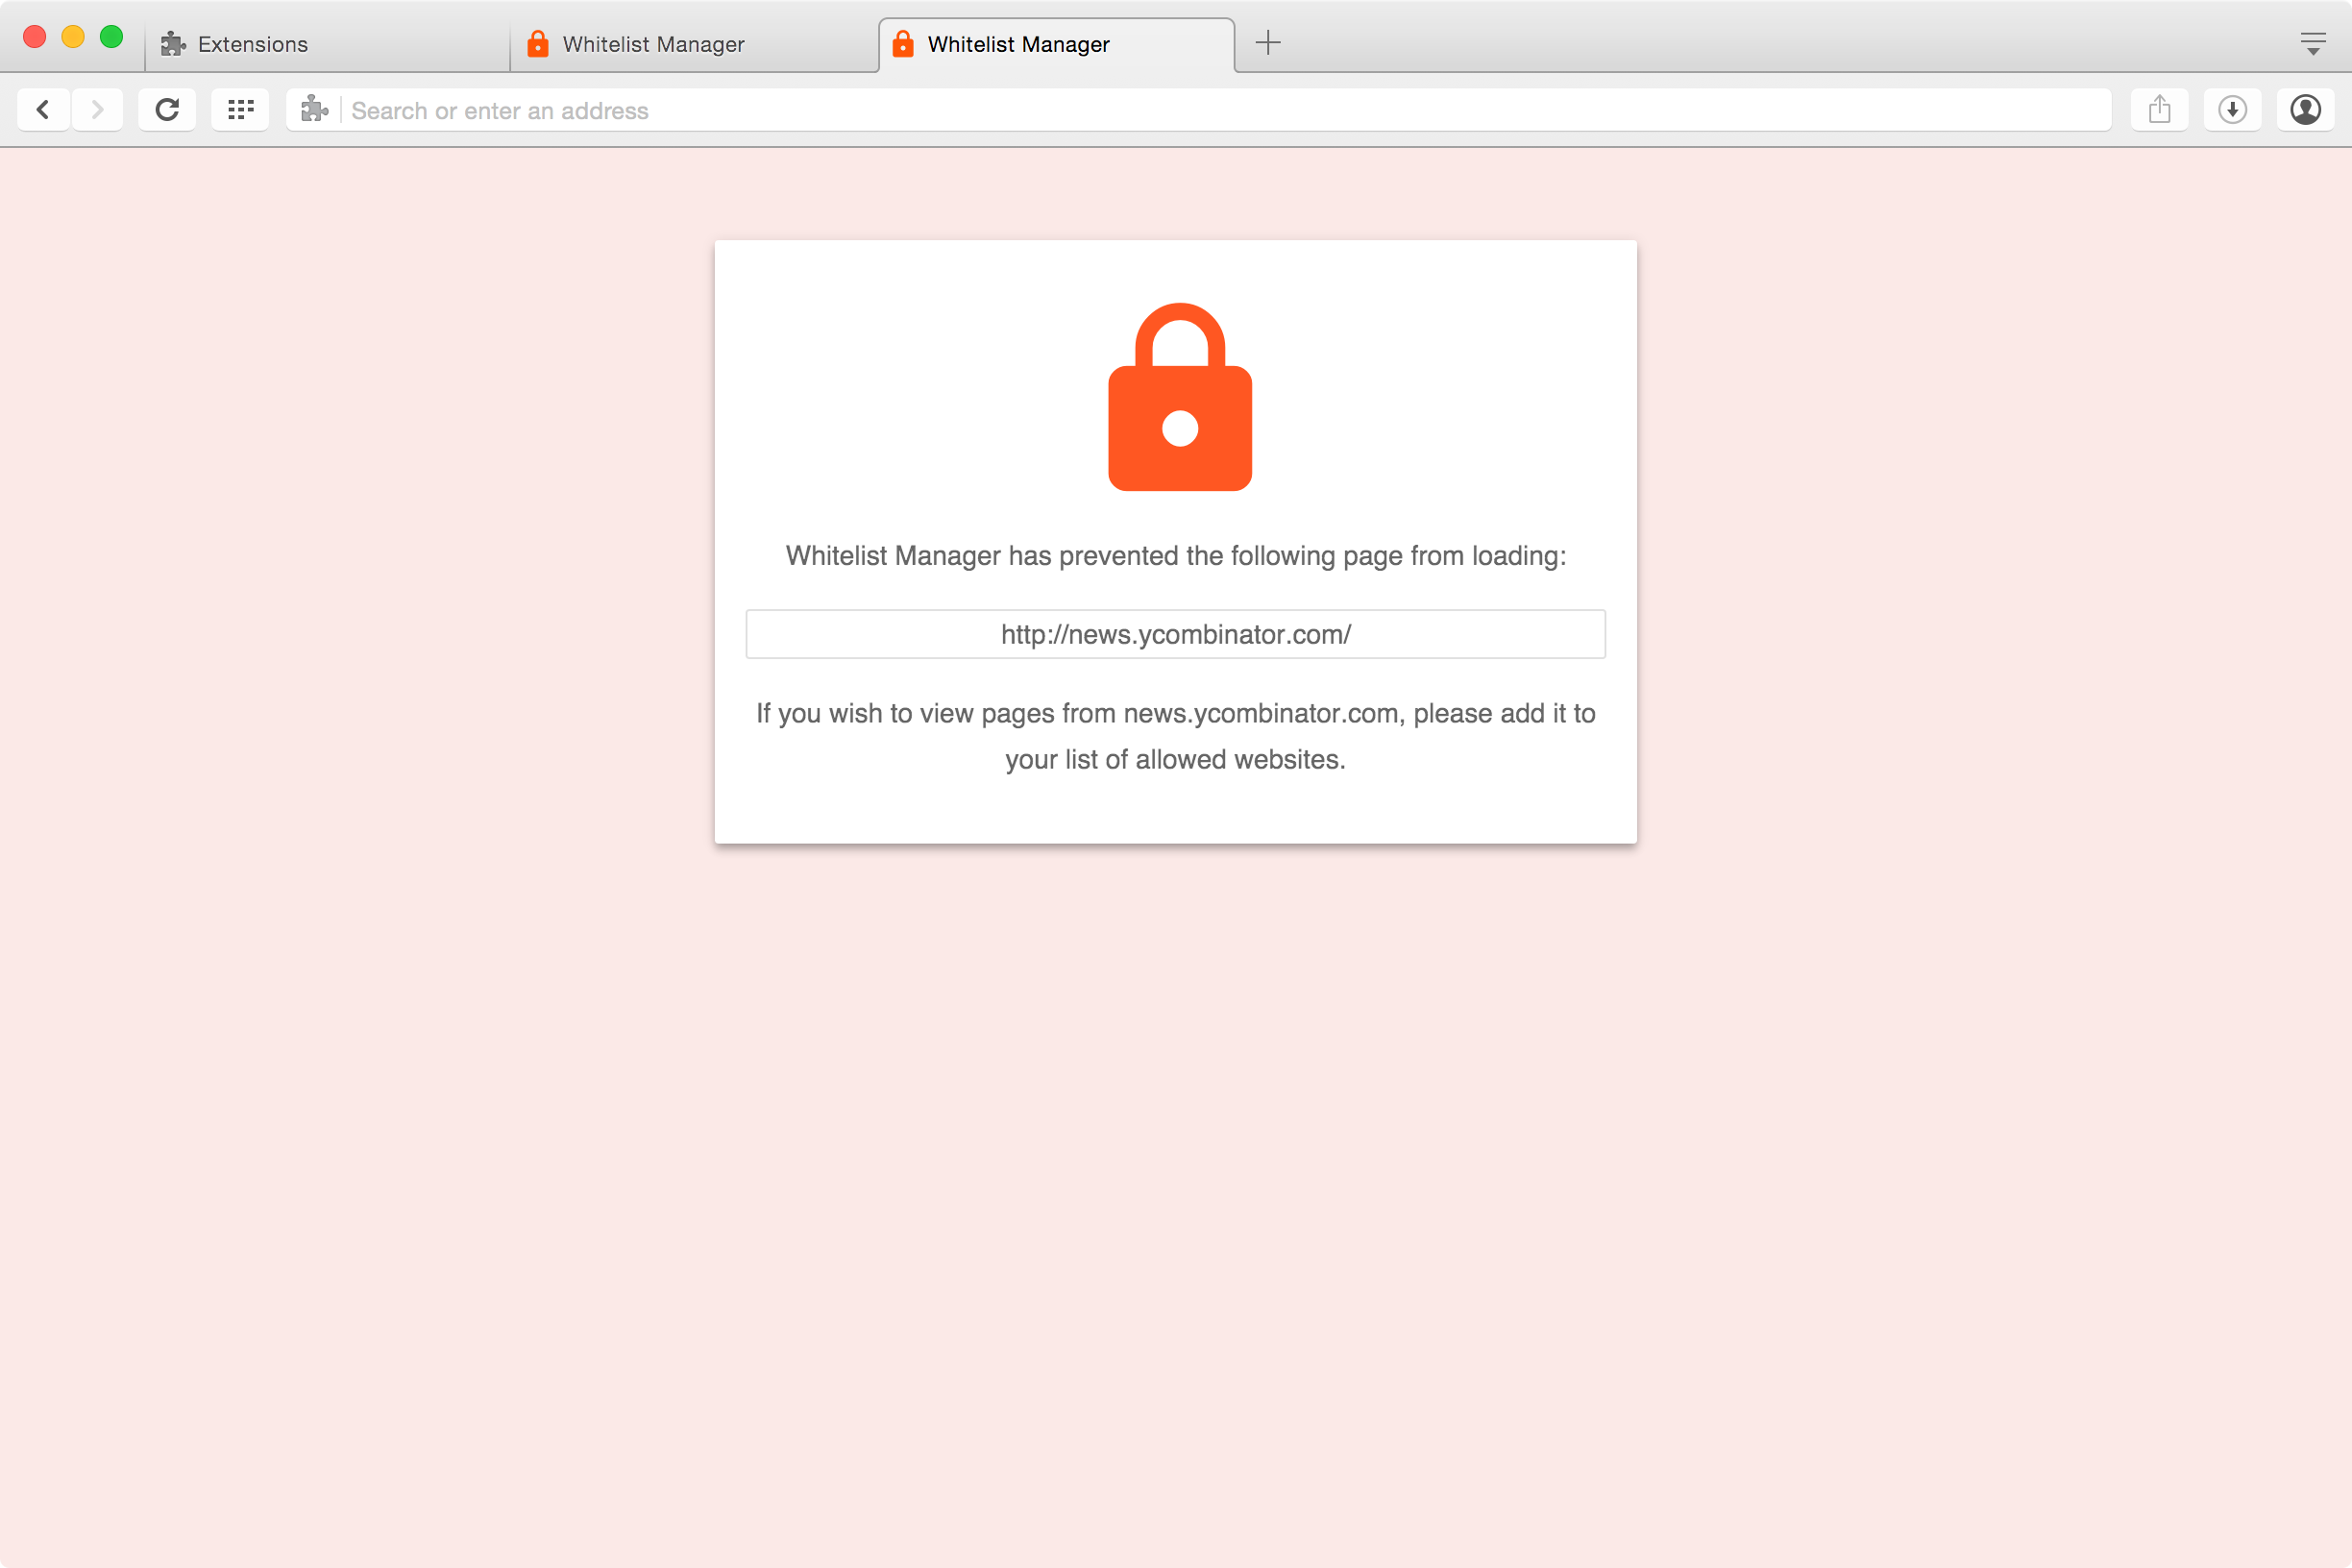 Extensions
Whitelist Manager
Whitelist Manager
Search or enter an address
Whitelist Manager has prevented the following page from loading:
http://news.ycombinator.com/
If you wish to view pages from news.ycombinator.com, please add it to
your list of allowed websites.